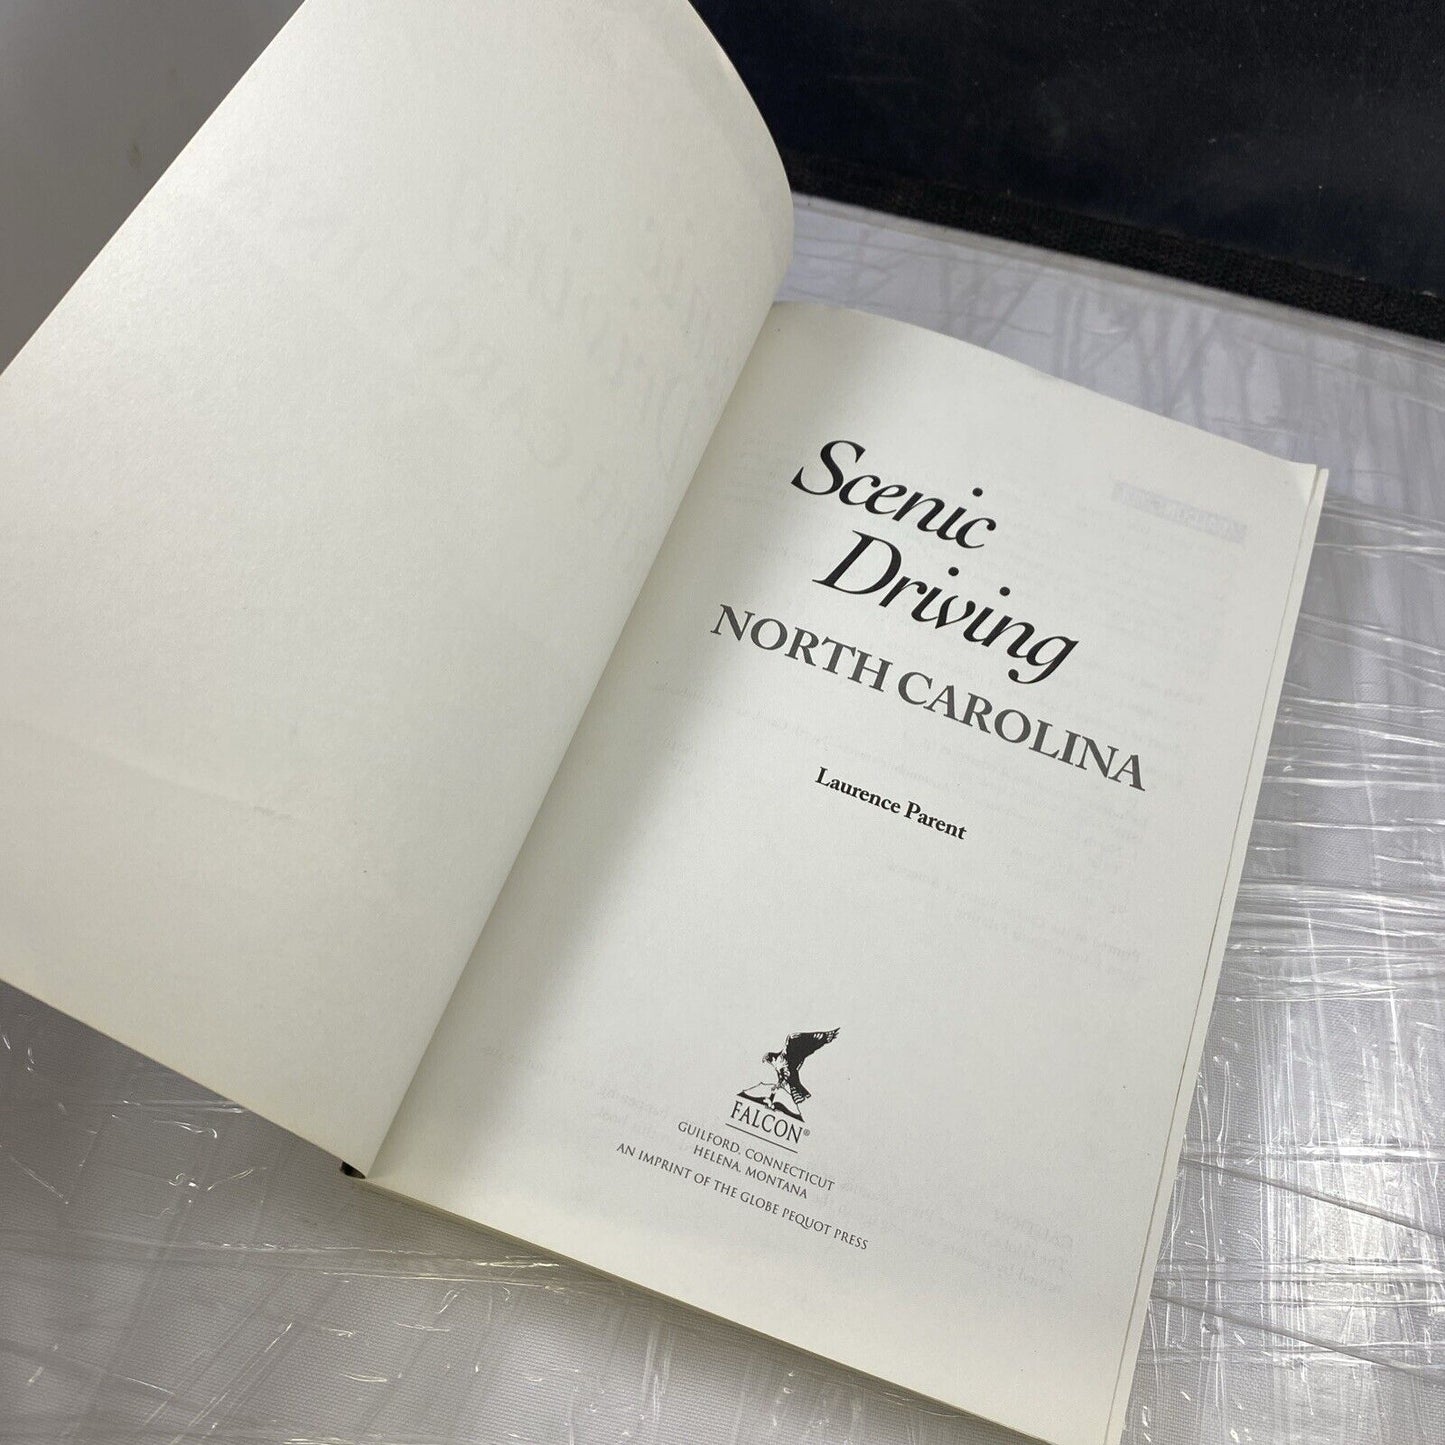 Scenic
Driving
NORTH CAROLINA
Laurence Parent
FALCON®
GUILFORD, CONNECTICUT
HELENA, MONTANA
AN IMPRINT OF THE GLOBE PEQUOT PRESS